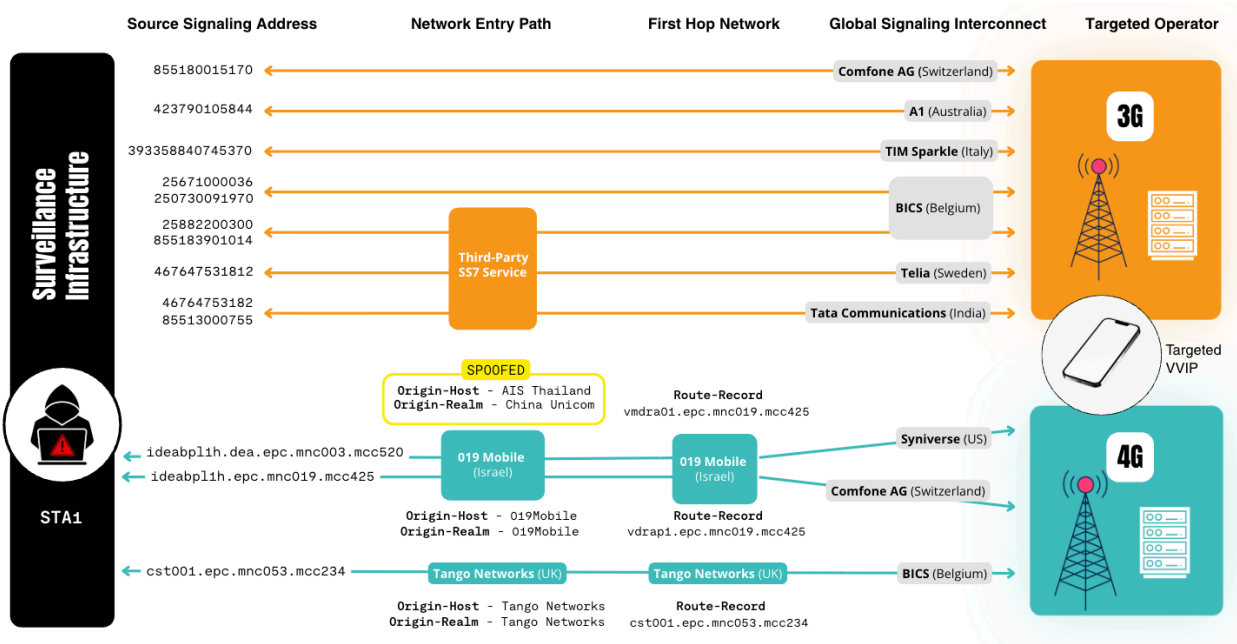 Source Signaling Address
Network Entry Path
First Hop Network
Global Signaling Interconnect
Targeted Operator
Surveillance
Infrastructure
STA1
855180015170
Comfone AG (Switzerland)
423790105844
A1 (Australia)
393358840745370
TIM Sparkle (Italy)
25671000036
250730091970
BICS (Belgium)
25882200300
855183901014
Third-Party
SS7 Service
467647531812
Telia (Sweden)
46764753182
85513000755
Tata Communications (India)
3G
Targeted
VVIP
SPOOFED
Origin-Host - AIS Thailand
Origin-Realm - China Unicom
Route-Record
vmdra01.epc.mnc019.mcc425
ideabpl1h.dea.epc.mnc003.mcc520
ideabpl1h.epc.mnc019.mcc425
019 Mobile
(Israel)
019 Mobile
(Israel)
Syniverse (US)
Comfone AG (Switzerland)
4G
Origin-Host - 019Mobile
Origin-Realm - 019Mobile
Route-Record
vdrap1.epc.mnc019.mcc425
cst001.epc.mnc053.mcc234
Tango Networks (UK)
Tango Networks (UK)
BICS (Belgium)
Origin-Host - Tango Networks
Origin-Realm - Tango Networks
Route-Record
cst001.epc.mnc053.mcc234